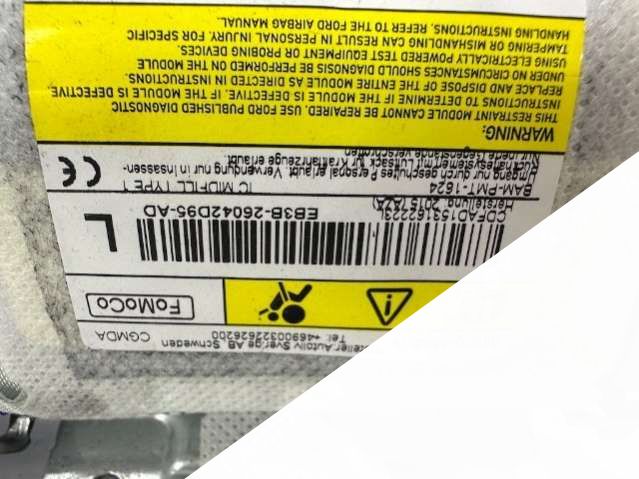 Autoliv Sverige AB, Schweden
Tel: +46900322626200 CGMDA
FoMoCo
EB3B-26042D95-AD L
Herstellung: 2015 (AZA)
BAM-PMT-1624 IC MIDFILL TYPE 1
Umgang nur durch geschultes Personal erlaubt. Verwendung nur in Insassen-
mit Luftsack für Kraftfahrzeuge erlaubt.
CE
WARNING:
THIS RESTRAINT MODULE CANNOT BE REPAIRED, USE FORD PUBLISHED DIAGNOSTIC
INSTRUCTIONS TO DETERMINE IF THE MODULE IS DEFECTIVE. IF THE MODULE IS DEFECTIVE,
REPLACE AND DISPOSE OF THE ENTIRE MODULE AS DIRECTED IN INSTRUCTIONS.
UNDER NO CIRCUMSTANCES SHOULD DIAGNOSIS BE PERFORMED ON THE MODULE
USING ELECTRICALLY POWERED TEST EQUIPMENT OR PROBING DEVICES.
TAMPERING OR MISHANDLING CAN RESULT IN PERSONAL INJURY. FOR SPECIFIC
HANDLING INSTRUCTIONS, REFER TO THE FORD AIRBAG MANUAL.